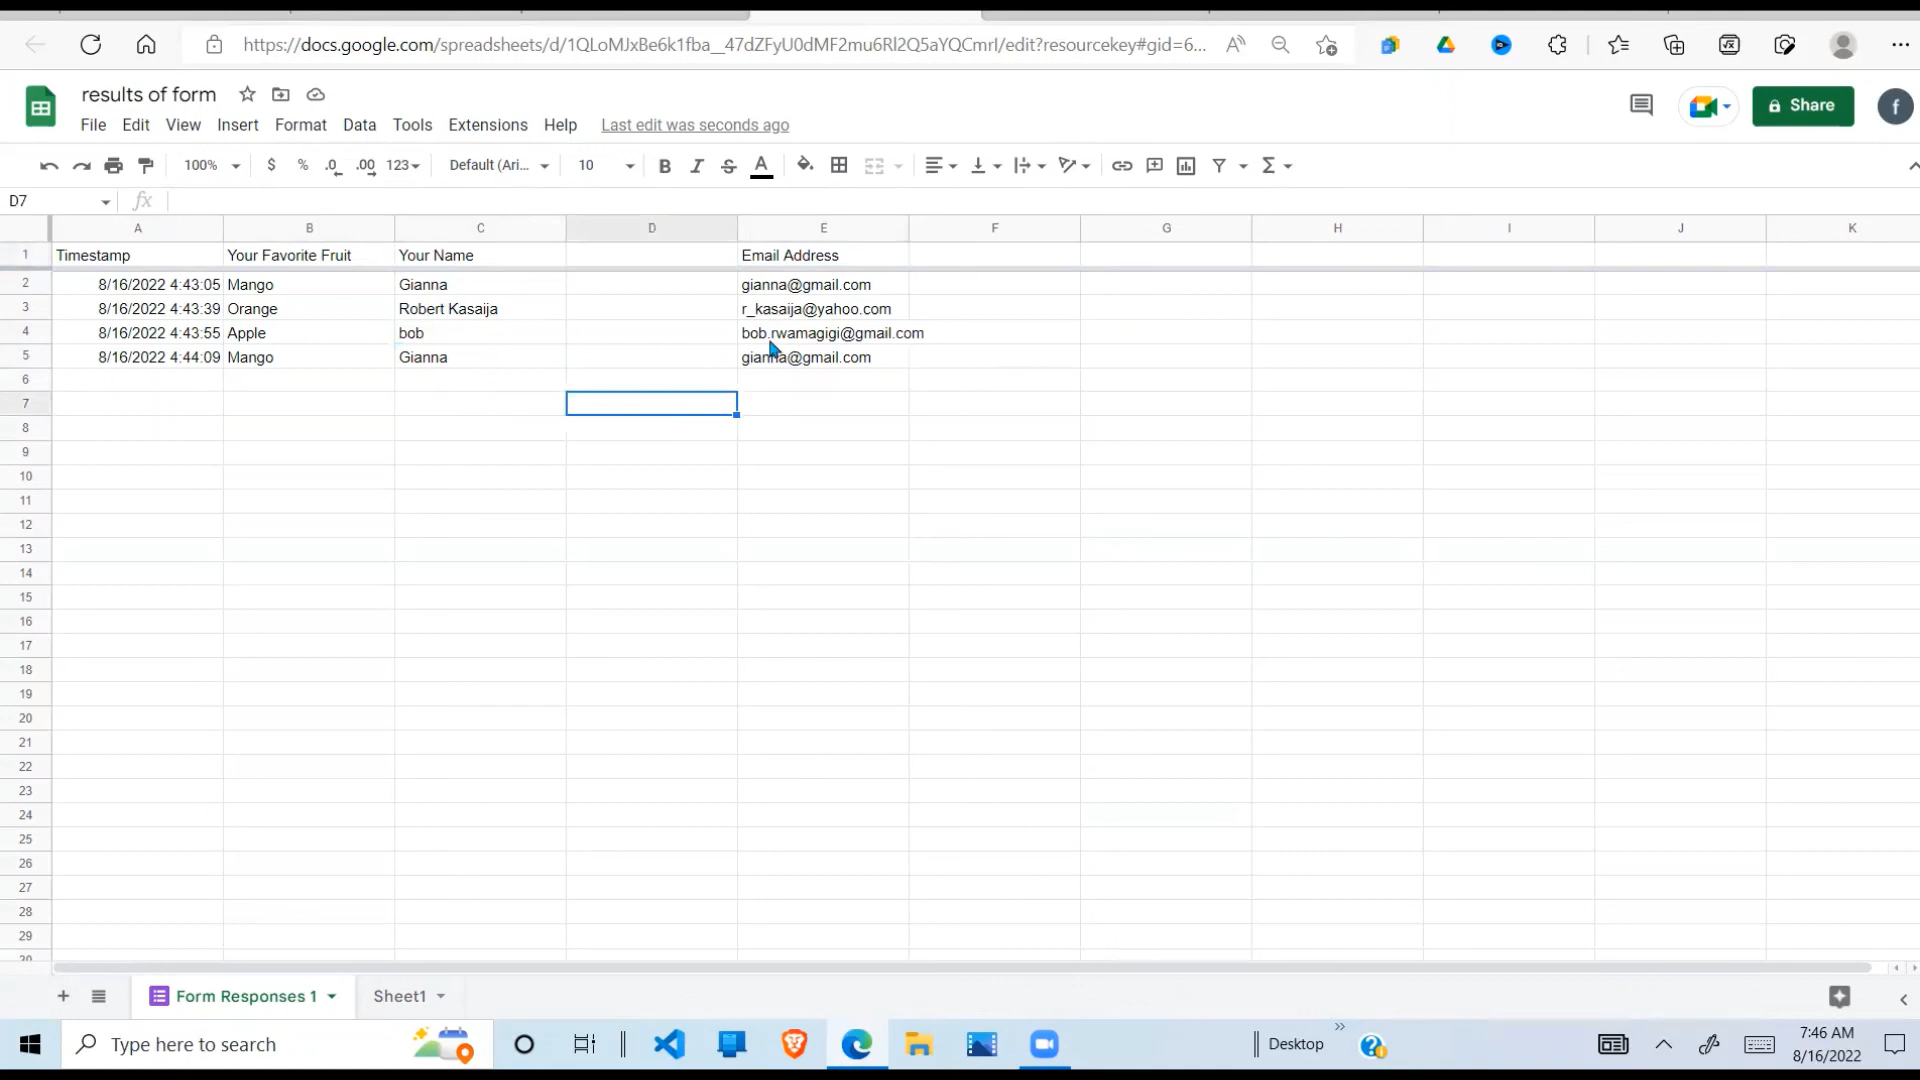 https://docs.google.com/spreadsheets/d/1QLoMJxBe6k1fba__47dZFyU0dMF2mu6Rl2Q5aYQCmrI/edit?resourcekey#gid=6...
results of form
Share
f
File Edit View Insert Format Data Tools Extensions Help Last edit was seconds ago
100% $ % .0 .00 123 Default (Ari... 10 B I S A
D7 fx
A B C D E F G H I J K
1 Timestamp Your Favorite Fruit Your Name Email Address
2 8/16/2022 4:43:05 Mango Gianna gianna@gmail.com
3 8/16/2022 4:43:39 Orange Robert Kasaija r_kasaija@yahoo.com
4 8/16/2022 4:43:55 Apple bob bob.rwamagigi@gmail.com
5 8/16/2022 4:44:09 Mango Gianna gianna@gmail.com
6
7
8
9
10
11
12
13
14
15
16
17
18
19
20
21
22
23
24
25
26
27
28
29
30
Form Responses 1 Sheet1
Type here to search Desktop 7:46 AM
8/16/2022